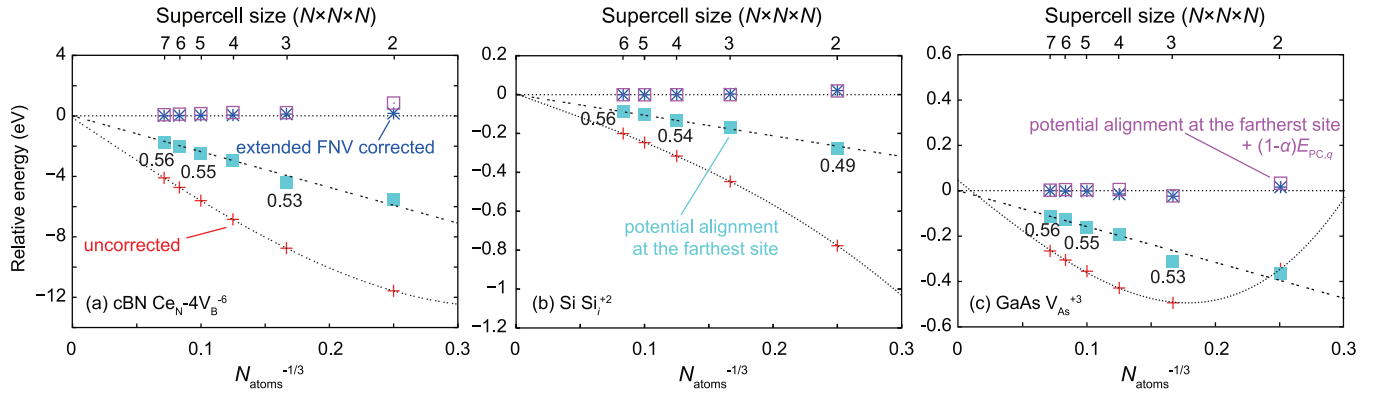 Supercell size (N×N×N)
7 6 5 4 3 2
4
0
−4
−8
−12
Relative energy (eV)
0.56
0.55
0.53
extended FNV corrected
uncorrected
(a) cBN Ce_N-4V_B^-6
0 0.1 0.2 0.3
N_atoms^-1/3
Supercell size (N×N×N)
6 5 4 3 2
0.2
0
−0.2
−0.4
−0.6
−0.8
−1
−1.2
0.56
0.54
0.49
potential alignment
at the farthest site
(b) Si Si_i^+2
0 0.1 0.2 0.3
N_atoms^-1/3
Supercell size (N×N×N)
7 6 5 4 3 2
0.6
0.4
0.2
0
-0.2
-0.4
-0.6
potential alignment at the fartherst site
+ (1-α)E_PC,q
0.56
0.55
0.53
(c) GaAs V_As^+3
0 0.1 0.2 0.3
N_atoms^-1/3